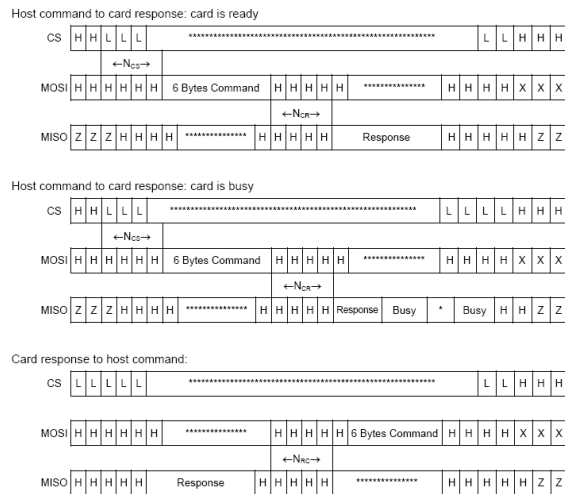 Host command to card response: card is ready
CS H H L L L ************************************************************ L L H H H
←NCS→
MOSI H H H H H H 6 Bytes Command H H H H H *************** H H H H X X X
←NCR→
MISO Z Z Z H H H H *************** H H H H H Response H H H H H Z Z
Host command to card response: card is busy
CS H H L L L ************************************************************ L L L L H H H
←NCS→
MOSI H H H H H H 6 Bytes Command H H H H H *************** H H H H X X X
←NCR→
MISO Z Z Z H H H H *************** H H H H H Response Busy * Busy H H Z Z
Card response to host command:
CS L L L L L ************************************************************ L L H H H
MOSI H H H H H H *************** H H H H H 6 Bytes Command H H H H X X X
←NRC→
MISO H H H H H Response H H H H H *************** H H H H H Z Z